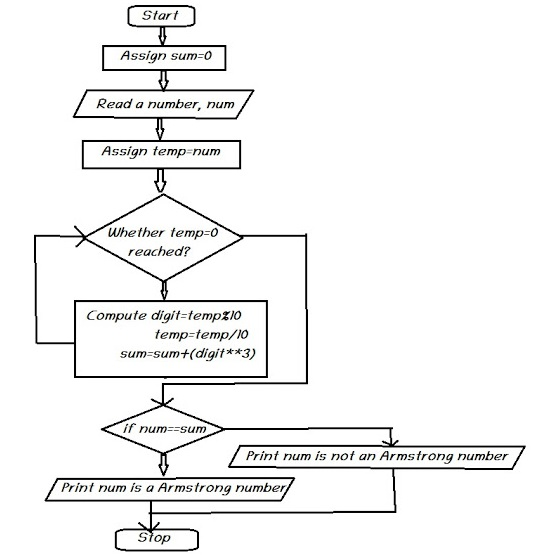 Start
Assign sum=0
Read a number, num
Assign temp=num
Whether temp=0
reached?
Compute digit=temp%10
temp=temp/10
sum=sum+(digit**3)
if num==sum
Print num is not an Armstrong number
Print num is a Armstrong number
Stop